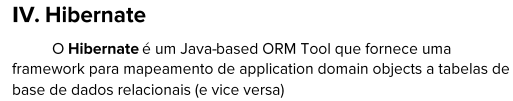 IV. Hibernate
O Hibernate é um Java-based ORM Tool que fornece uma
framework para mapeamento de application domain objects a tabelas de
base de dados relacionais (e vice versa)